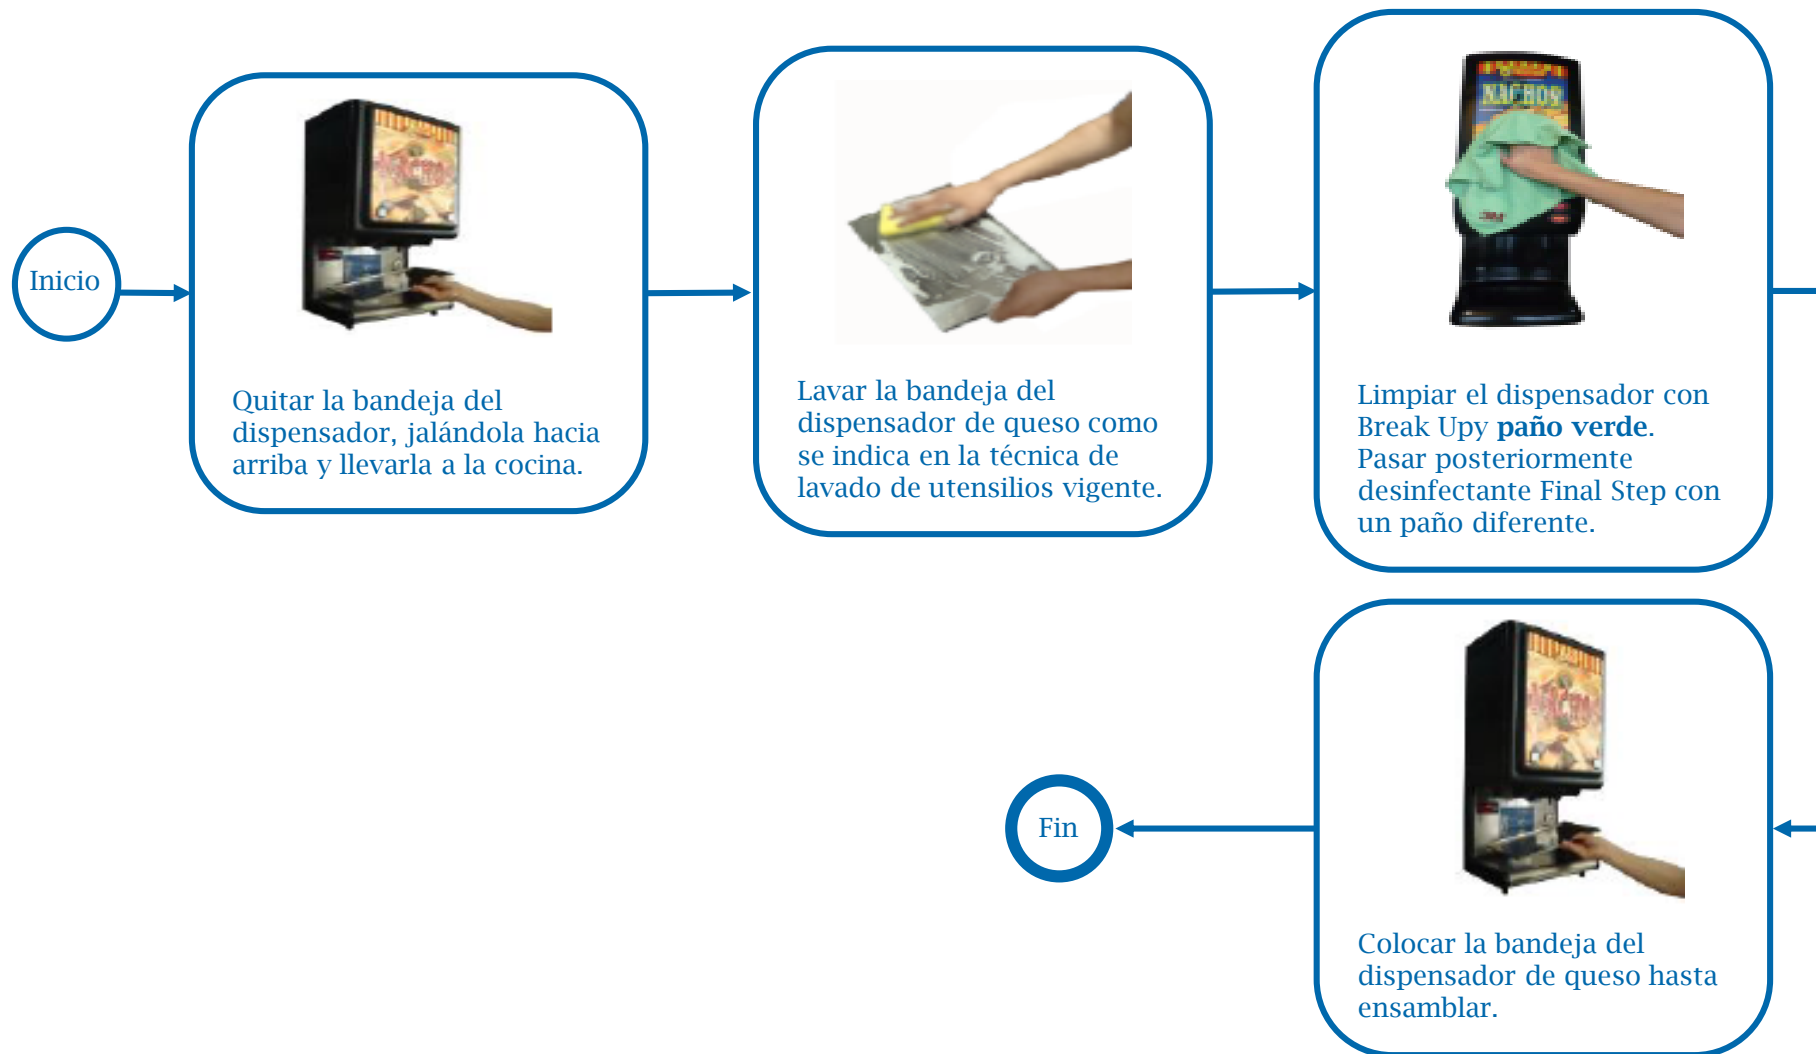 Inicio
Quitar la bandeja del
dispensador, jalándola hacia
arriba y llevarla a la cocina.
Lavar la bandeja del
dispensador de queso como
se indica en la técnica de
lavado de utensilios vigente.
NACHOS
Limpiar el dispensador con
Break Upy paño verde.
Pasar posteriormente
desinfectante Final Step con
un paño diferente.
Colocar la bandeja del
dispensador de queso hasta
ensamblar.
Fin